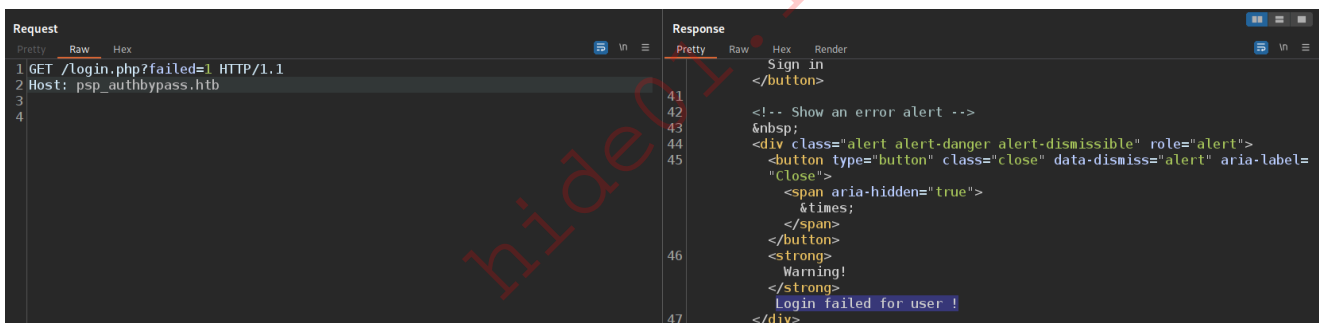 Request
Pretty Raw Hex
\n
1 GET /login.php?failed=1 HTTP/1.1
2 Host: psp_authbypass.htb
3
4
Response
Pretty Raw Hex Render
\n
Sign in
</button>
41
42 <!-- Show an error alert -->
43 &nbsp;
44 <div class="alert alert-danger alert-dismissible" role="alert">
45 <button type="button" class="close" data-dismiss="alert" aria-label=
"Close">
<span aria-hidden="true">
&times;
</span>
</button>
46 <strong>
Warning!
</strong>
Login failed for user !
47 </div>
hide01.